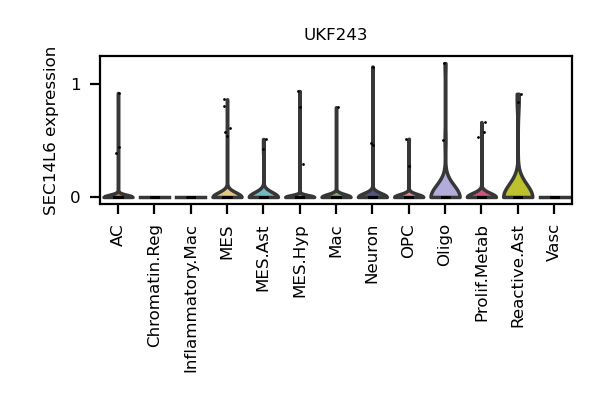 UKF243
SEC14L6 expression
1
0
AC
Chromatin.Reg
Inflammatory.Mac
MES
MES.Ast
MES.Hyp
Mac
Neuron
OPC
Oligo
Prolif.Metab
Reactive.Ast
Vasc